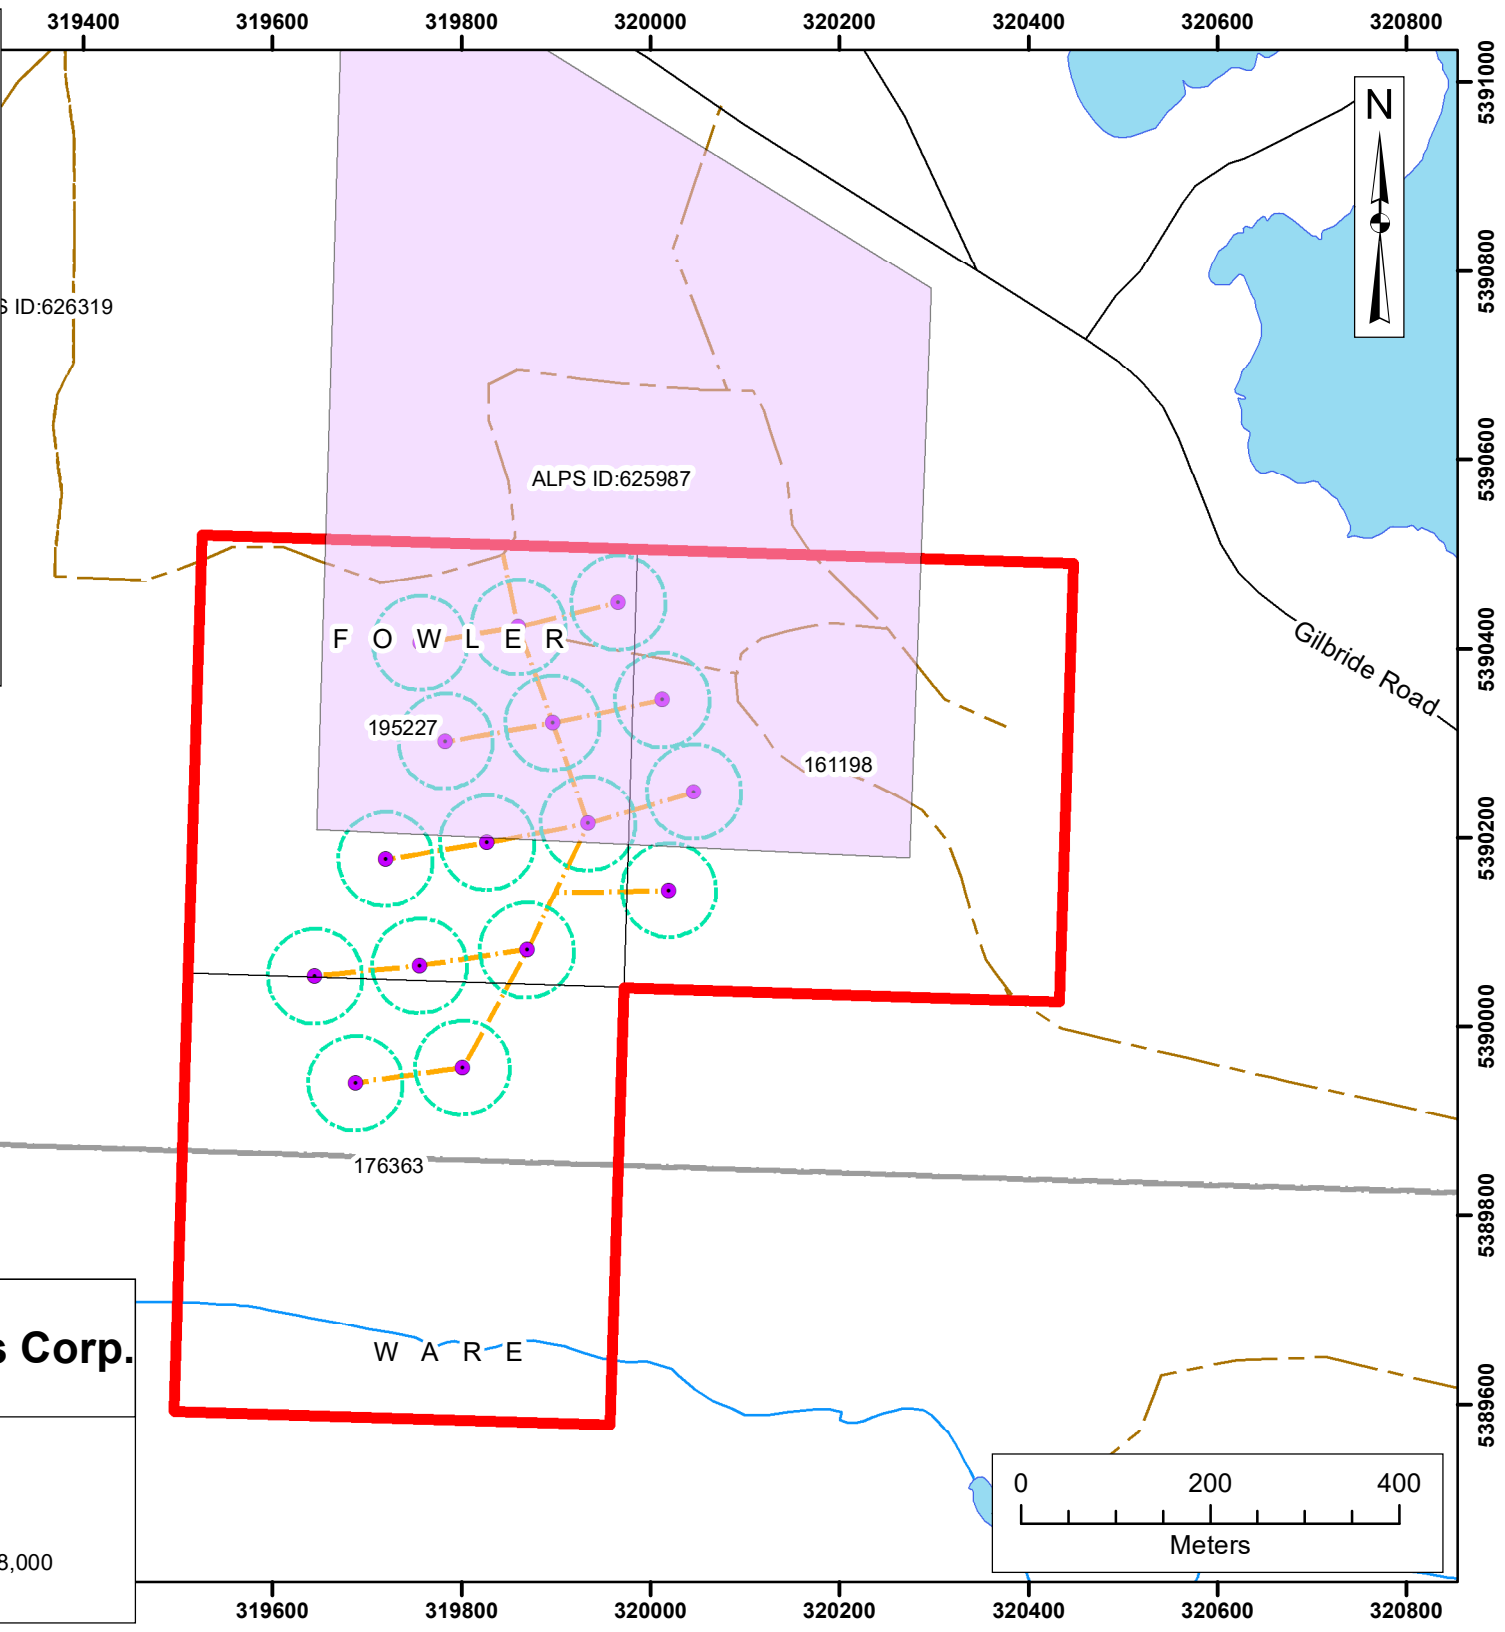 319400 319600 319800 320000 320200 320400 320600 320800
5391000
N
5390800
S ID:626319
5390600
ALPS ID:625987
5390400
Gilbride Road
F O W L E R
195227
161198
5390200
5390000
176363
5389800
s Corp.
W A R E
5389600
0 200 400
Meters
8,000
319600 319800 320000 320200 320400 320600 320800